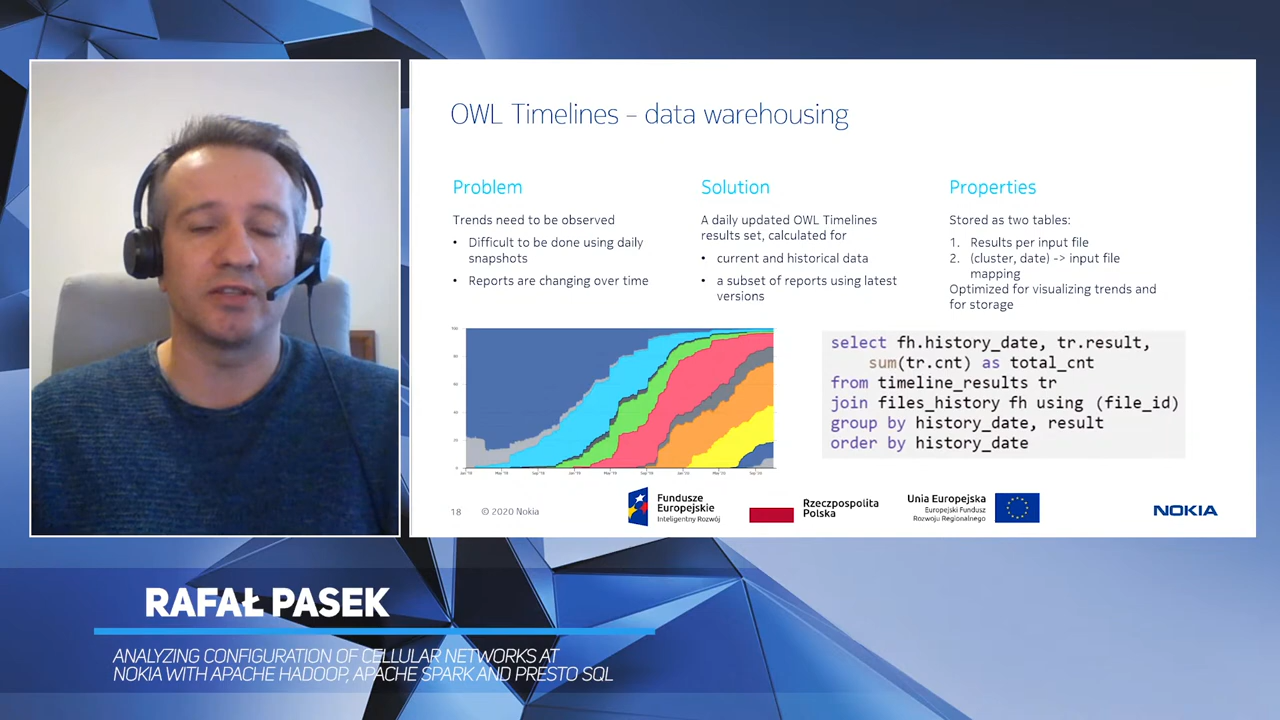 OWL Timelines – data warehousing
Problem
Trends need to be observed
• Difficult to be done using daily
snapshots
• Reports are changing over time
Solution
A daily updated OWL Timelines
results set, calculated for
• current and historical data
• a subset of reports using latest
versions
Properties
Stored as two tables:
1. Results per input file
2. (cluster, date) -> input file
mapping
Optimized for visualizing trends and
for storage
select fh.history_date, tr.result,
sum(tr.cnt) as total_cnt
from timeline_results tr
join files_history fh using (file_id)
group by history_date, result
order by history_date
18 © 2020 Nokia
Fundusze
Europejskie
Inteligentny Rozwój
Rzeczpospolita
Polska
Unia Europejska
Europejski Fundusz
Rozwoju Regionalnego
NOKIA
RAFAŁ PASEK
ANALYZING CONFIGURATION OF CELLULAR NETWORKS AT
NOKIA WITH APACHE HADOOP, APACHE SPARK AND PRESTO SQL